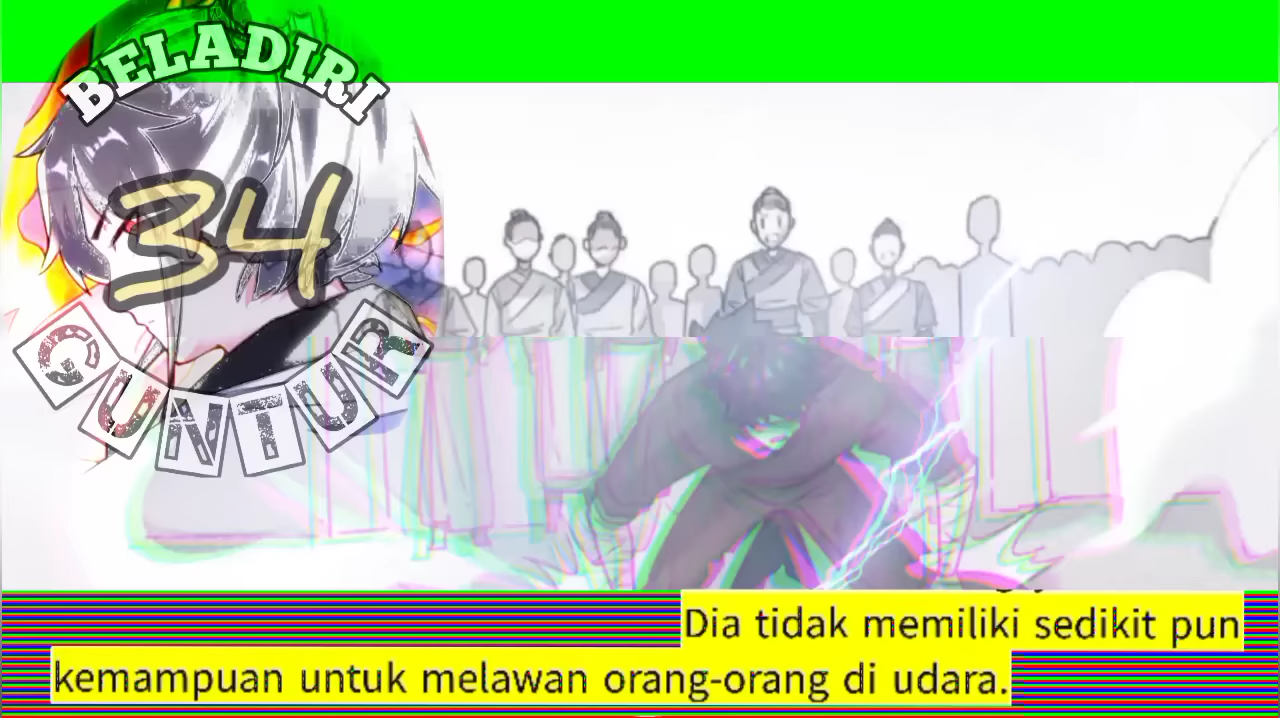 BELADIRI
34
GUNTUR
Dia tidak memiliki sedikit pun
kemampuan untuk melawan orang-orang di udara.